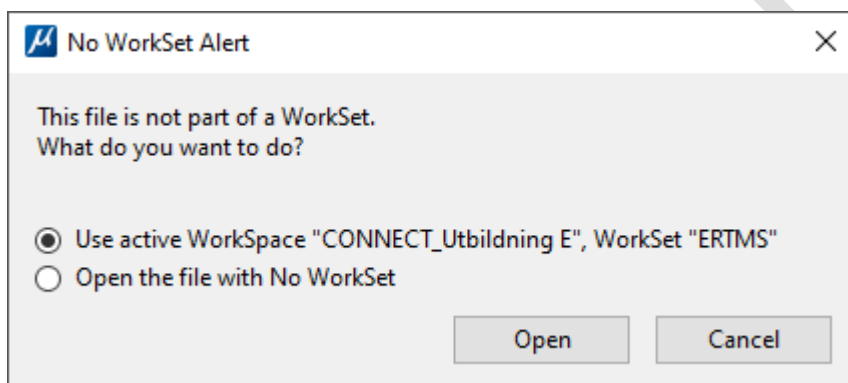 No WorkSet Alert
This file is not part of a WorkSet.
What do you want to do?
Use active WorkSpace "CONNECT_Utbildning E", WorkSet "ERTMS"
Open the file with No WorkSet
Open
Cancel